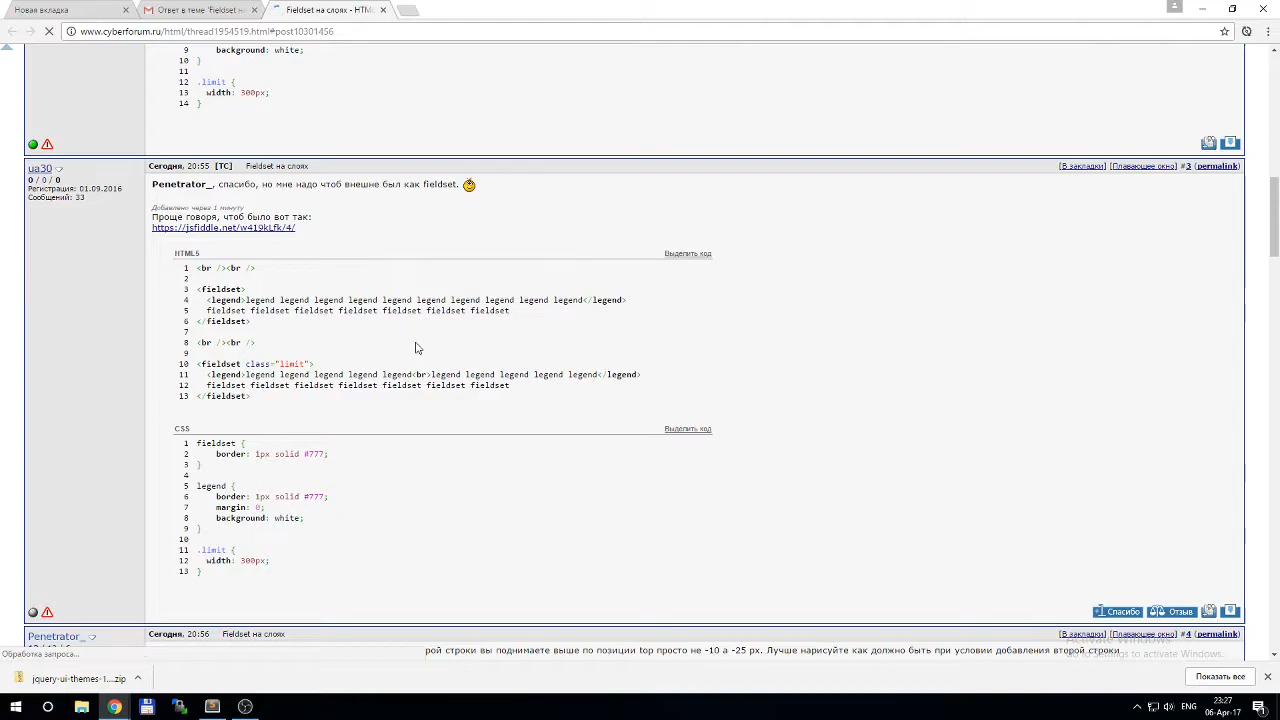 Новая вкладка
Ответ в теме 'Fieldset на
Fieldset на слоях - HTML
www.cyberforum.ru/html/thread1954519.html#post10301456
9 background: white;
10 }
11
12 .limit {
13 width: 300px;
14 }
ua30
Сегодня, 20:55 [ТС] Fieldset на слоях
[В закладки] [Плавающее окно] #3 (permalink)
0 / 0 / 0
Регистрация: 01.09.2016
Сообщений: 33
Penetrator_, спасибо, но мне надо чтоб внешне был как fieldset.
Добавлено через 1 минуту
Проще говоря, чтоб было вот так:
https://jsfiddle.net/w419kLfk/4/
HTML5 Выделить код
1 <br /><br />
2
3 <fieldset>
4 <legend>legend legend legend legend legend legend legend legend legend legend</legend>
5 fieldset fieldset fieldset fieldset fieldset fieldset fieldset
6 </fieldset>
7
8 <br /><br />
9
10 <fieldset class="limit">
11 <legend>legend legend legend legend legend<br>legend legend legend legend legend</legend>
12 fieldset fieldset fieldset fieldset fieldset fieldset fieldset
13 </fieldset>
CSS Выделить код
1 fieldset {
2 border: 1px solid #777;
3 }
4
5 legend {
6 border: 1px solid #777;
7 margin: 0;
8 background: white;
9 }
10
11 .limit {
12 width: 300px;
13 }
+1 Спасибо Отзыв
Penetrator_
Сегодня, 20:56 Fieldset на слоях
[В закладки] [Плавающее окно] #4 (permalink)
Activate Windows
Обработка запроса...
рой строки вы поднимаете выше по позиции top просто не -10 а -25 px. Лучше нарисуйте как должно быть при условии добавления второй строки
Go to Settings to activate Windows.
jquery-ui-themes-1....zip
Показать все
ENG
23:27
06-Apr-17